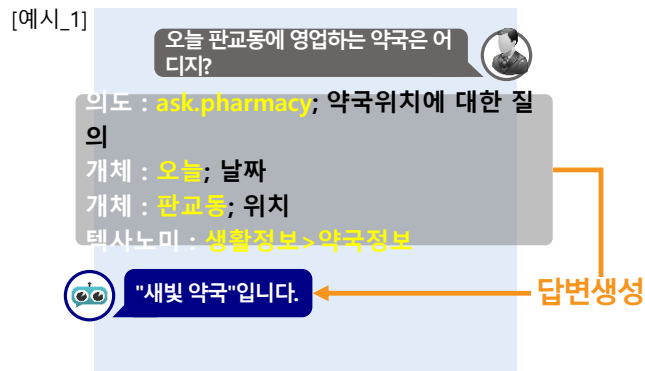 [예시_1]
오늘 판교동에 영업하는 약국은 어
디지?
의도 : ask.pharmacy; 약국위치에 대한 질
의
개체 : 오늘; 날짜
개체 : 판교동; 위치
텍사노미 : 생활정보>약국정보
답변생성
"새빛 약국"입니다.